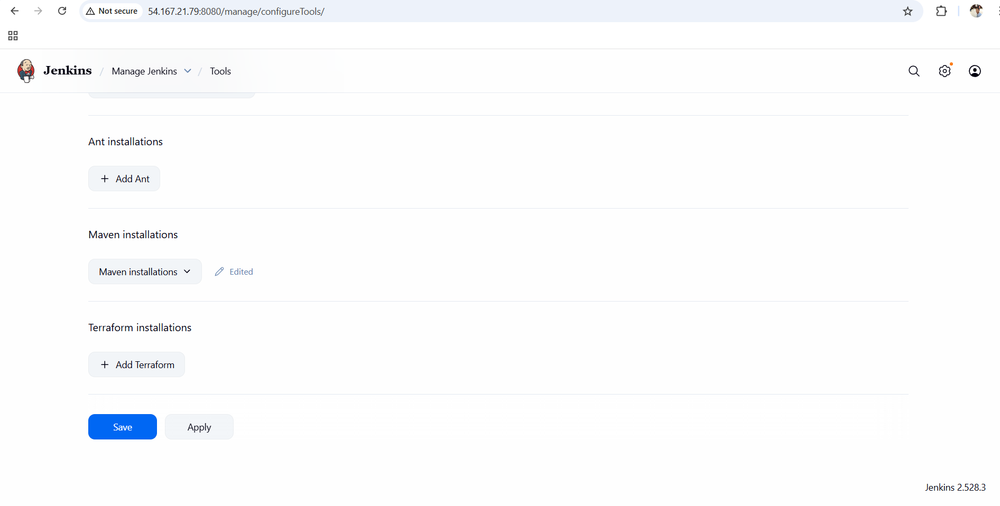 Not secure 54.167.21.79:8080/manage/configureTools/
Jenkins / Manage Jenkins / Tools
Ant installations
+ Add Ant
Maven installations
Maven installations Edited
Terraform installations
+ Add Terraform
Save Apply
Jenkins 2.528.3